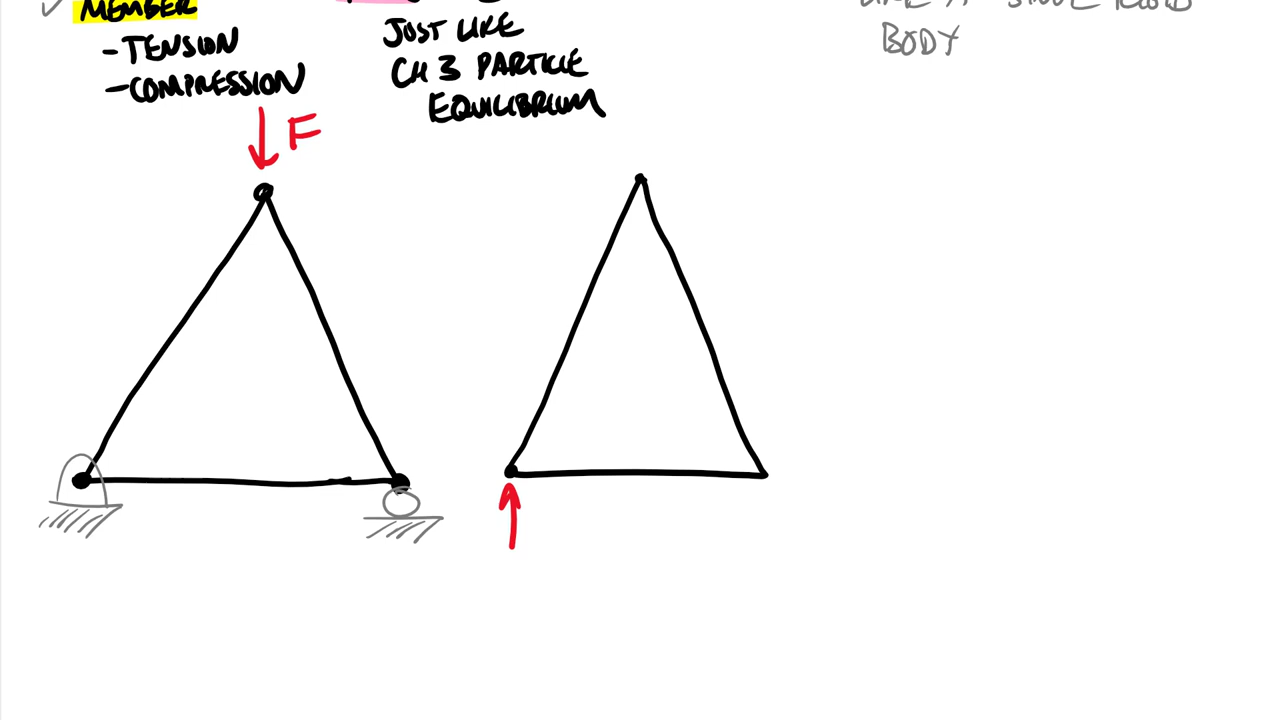 MEMBER
- TENSION
- COMPRESSION
JUST LIKE
CH 3 PARTICLE
EQUILIBRIUM
BODY
F